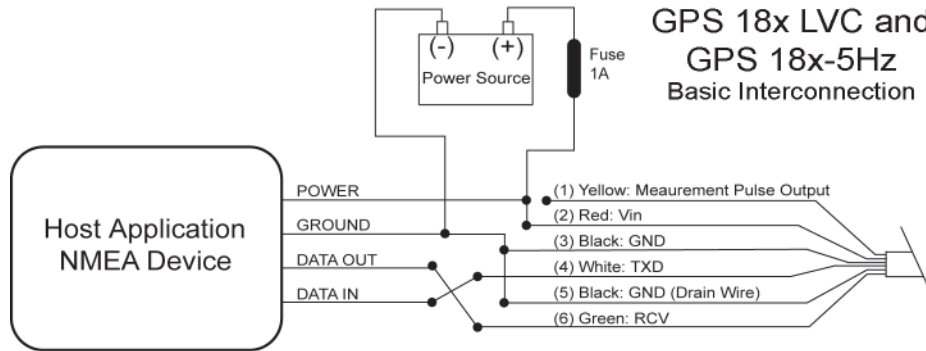 GPS 18x LVC and
GPS 18x-5Hz
Basic Interconnection
(-) (+)
Power Source
Fuse
1A
Host Application
NMEA Device
POWER
GROUND
DATA OUT
DATA IN
(1) Yellow: Meaurement Pulse Output
(2) Red: Vin
(3) Black: GND
(4) White: TXD
(5) Black: GND (Drain Wire)
(6) Green: RCV